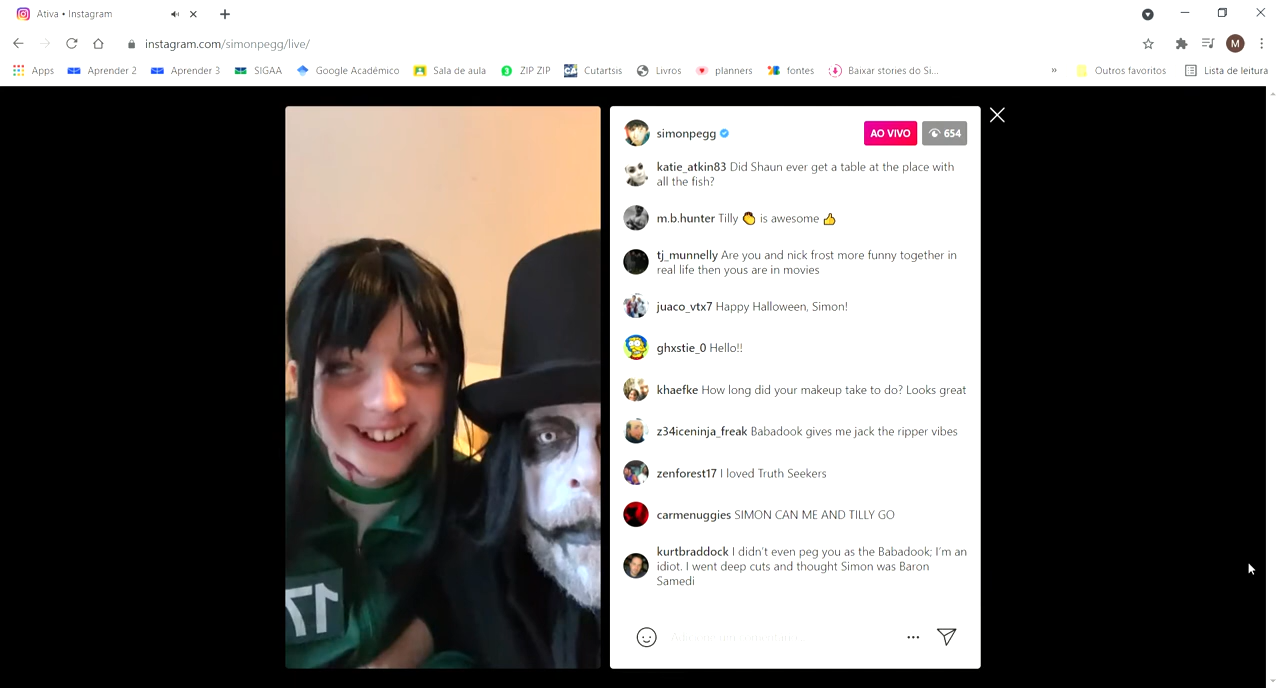 Ativa • Instagram
instagram.com/simonpegg/live/
M
Apps Aprender 2 Aprender 3 SIGAA Google Acadêmico Sala de aula ZIP ZIP Cutartsis Livros planners fontes Baixar stories do Si... » Outros favoritos Lista de leitura
simonpegg AO VIVO 654
katie_atkin83 Did Shaun ever get a table at the place with
all the fish?
m.b.hunter Tilly 👏 is awesome 👍
tj_munnelly Are you and nick frost more funny together in
real life then yous are in movies
juaco_vtx7 Happy Halloween, Simon!
ghxstie_0 Hello!!
khaefke How long did your makeup take to do? Looks great
z34iceninja_freak Babadook gives me jack the ripper vibes
zenforest17 I loved Truth Seekers
carmenuggies SIMON CAN ME AND TILLY GO
kurtbraddock I didn't even peg you as the Babadook; I'm an
idiot. I went deep cuts and thought Simon was Baron
Samedi
Adicione um comentário...
17